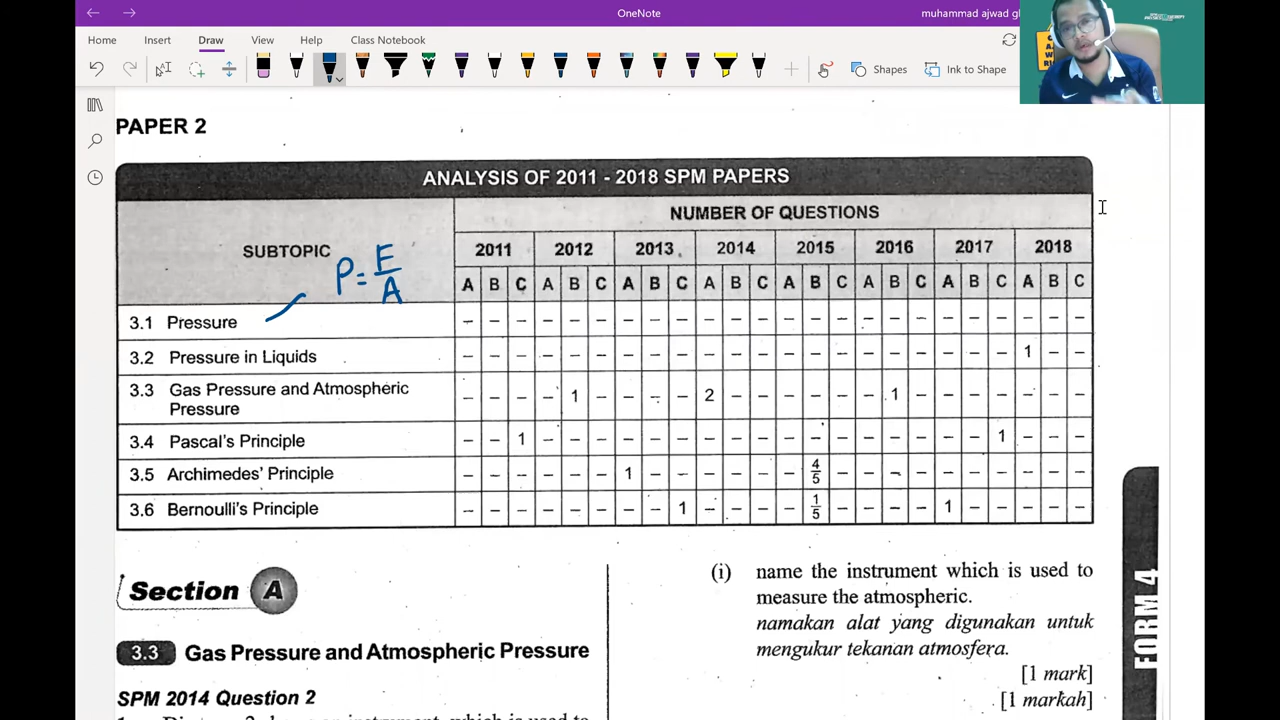 OneNote
muhammad ajwad gh
Home Insert Draw View Help Class Notebook
Shapes Ink to Shape
PAPER 2
ANALYSIS OF 2011 - 2018 SPM PAPERS
SUBTOPIC NUMBER OF QUESTIONS
2011 2012 2013 2014 2015 2016 2017 2018
A B C A B C A B C A B C A B C A B C A B C A B C
P = F/A
3.1 Pressure – – – – – – – – – – – – – – – – – – – – – – – –
3.2 Pressure in Liquids – – – – – – – – – – – – – – – – – – – – – 1 – –
3.3 Gas Pressure and Atmospheric
Pressure – – – – 1 – – – – 2 – – – – – – 1 – – – – – – –
3.4 Pascal's Principle – – 1 – – – – – – – – – – – – – – – – – 1 – – –
3.5 Archimedes' Principle – – – – – – 1 – – – – – – 4/5 – – – – – – – – – –
3.6 Bernoulli's Principle – – – – – – – – 1 – – – – 1/5 – – – – 1 – – – – –
Section A
3.3 Gas Pressure and Atmospheric Pressure
SPM 2014 Question 2
(i) name the instrument which is used to
measure the atmospheric.
namakan alat yang digunakan untuk
mengukur tekanan atmosfera.
[1 mark]
[1 markah]
FORM 4